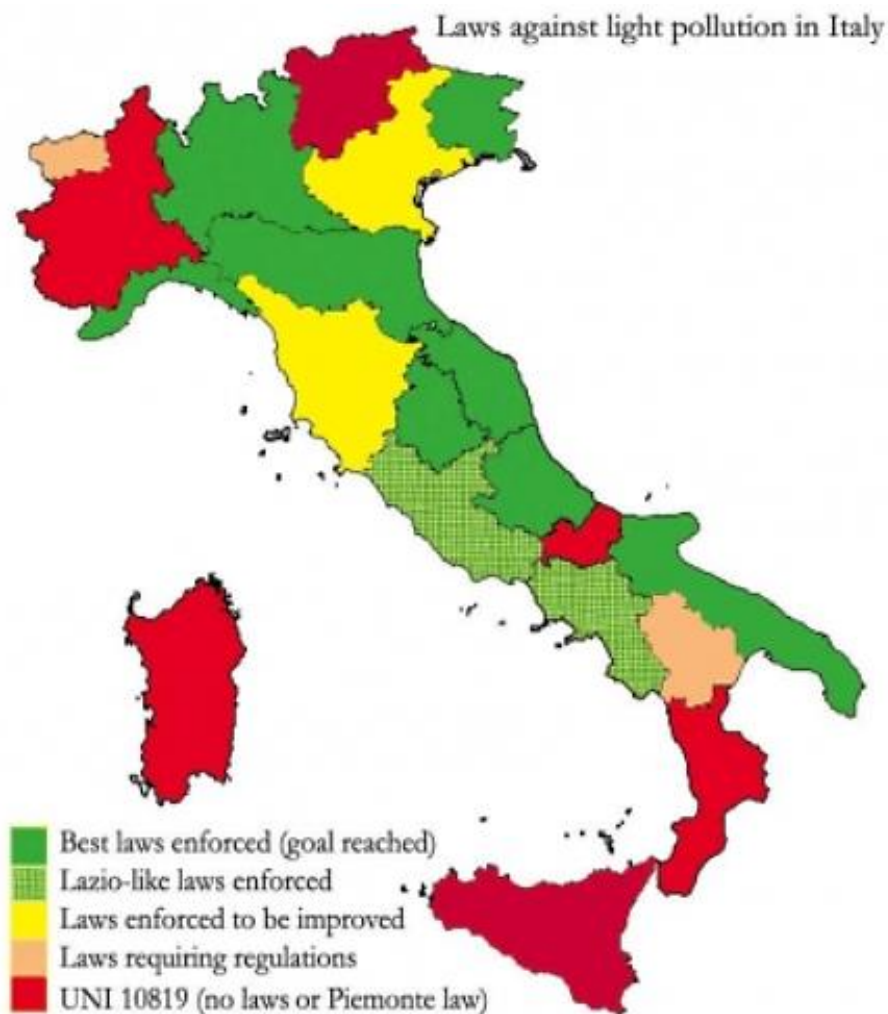 Laws against light pollution in Italy
Best laws enforced (goal reached)
Lazio-like laws enforced
Laws enforced to be improved
Laws requiring regulations
UNI 10819 (no laws or Piemonte law)